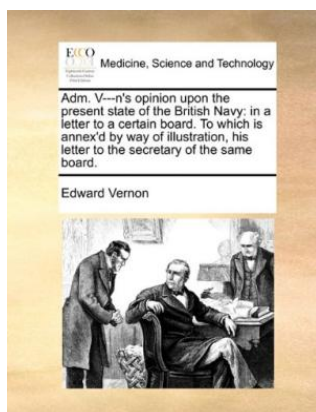 ECCO
Medicine, Science and Technology
Adm. V---n's opinion upon the
present state of the British Navy: in a
letter to a certain board. To which is
annex'd by way of illustration, his
letter to the secretary of the same
board.
Edward Vernon